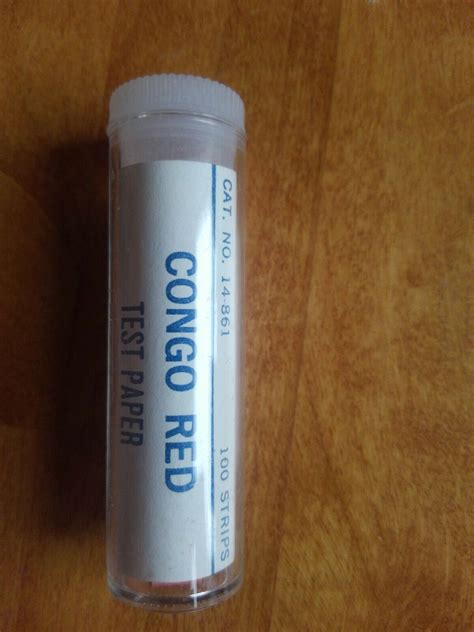 CAT. NO. 14-861 100 STRIPS
CONGO RED
TEST PAPER